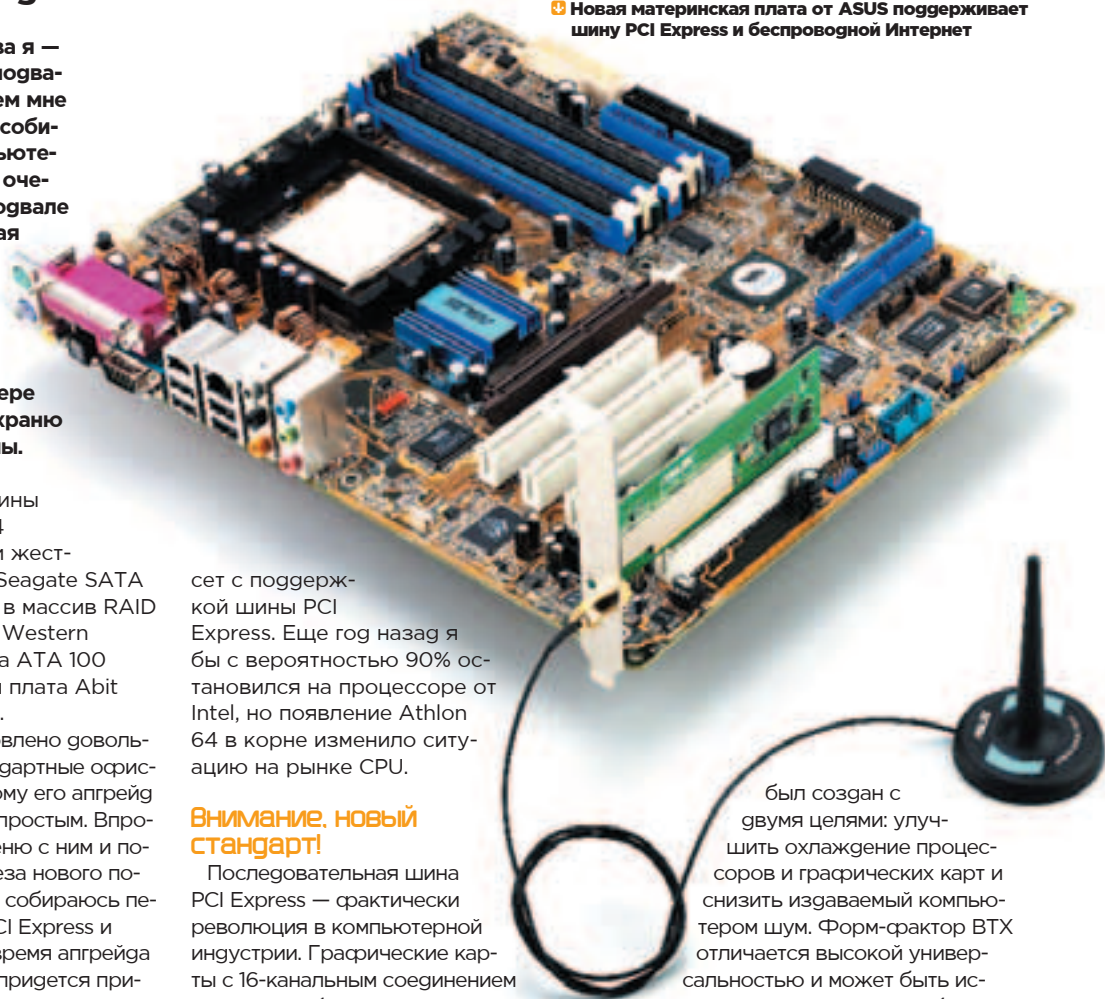 Новая материнская плата от ASUS поддерживает
шину PCI Express и беспроводной Интернет
ва я —
подва-
ем мне
соби-
ьюте-
оче-
одвале
ая
ере
храню
ы.
ины
4
и жест-
Seagate SATA
в массив RAID
Western
а ATA 100
и плата Abit
.
овлено доволь-
дартные офис-
ому его апгрейд
простым. Впро-
ню с ним и по-
еза нового по-
собираюсь пе-
CI Express и
время апгрейда
придется при-
сет с поддерж-
кой шины PCI
Express. Еще год назад я
бы с вероятностью 90% ос-
тановился на процессоре от
Intel, но появление Athlon
64 в корне изменило ситу-
ацию на рынке CPU.
Внимание, новый
стандарт!
Последовательная шина
PCI Express — фактически
революция в компьютерной
индустрии. Графические кар-
ты с 16-канальным соединением
был создан с
двумя целями: улуч-
шить охлаждение процес-
соров и графических карт и
снизить издаваемый компью-
тером шум. Форм-фактор BTX
отличается высокой универ-
сальностью и может быть ис-